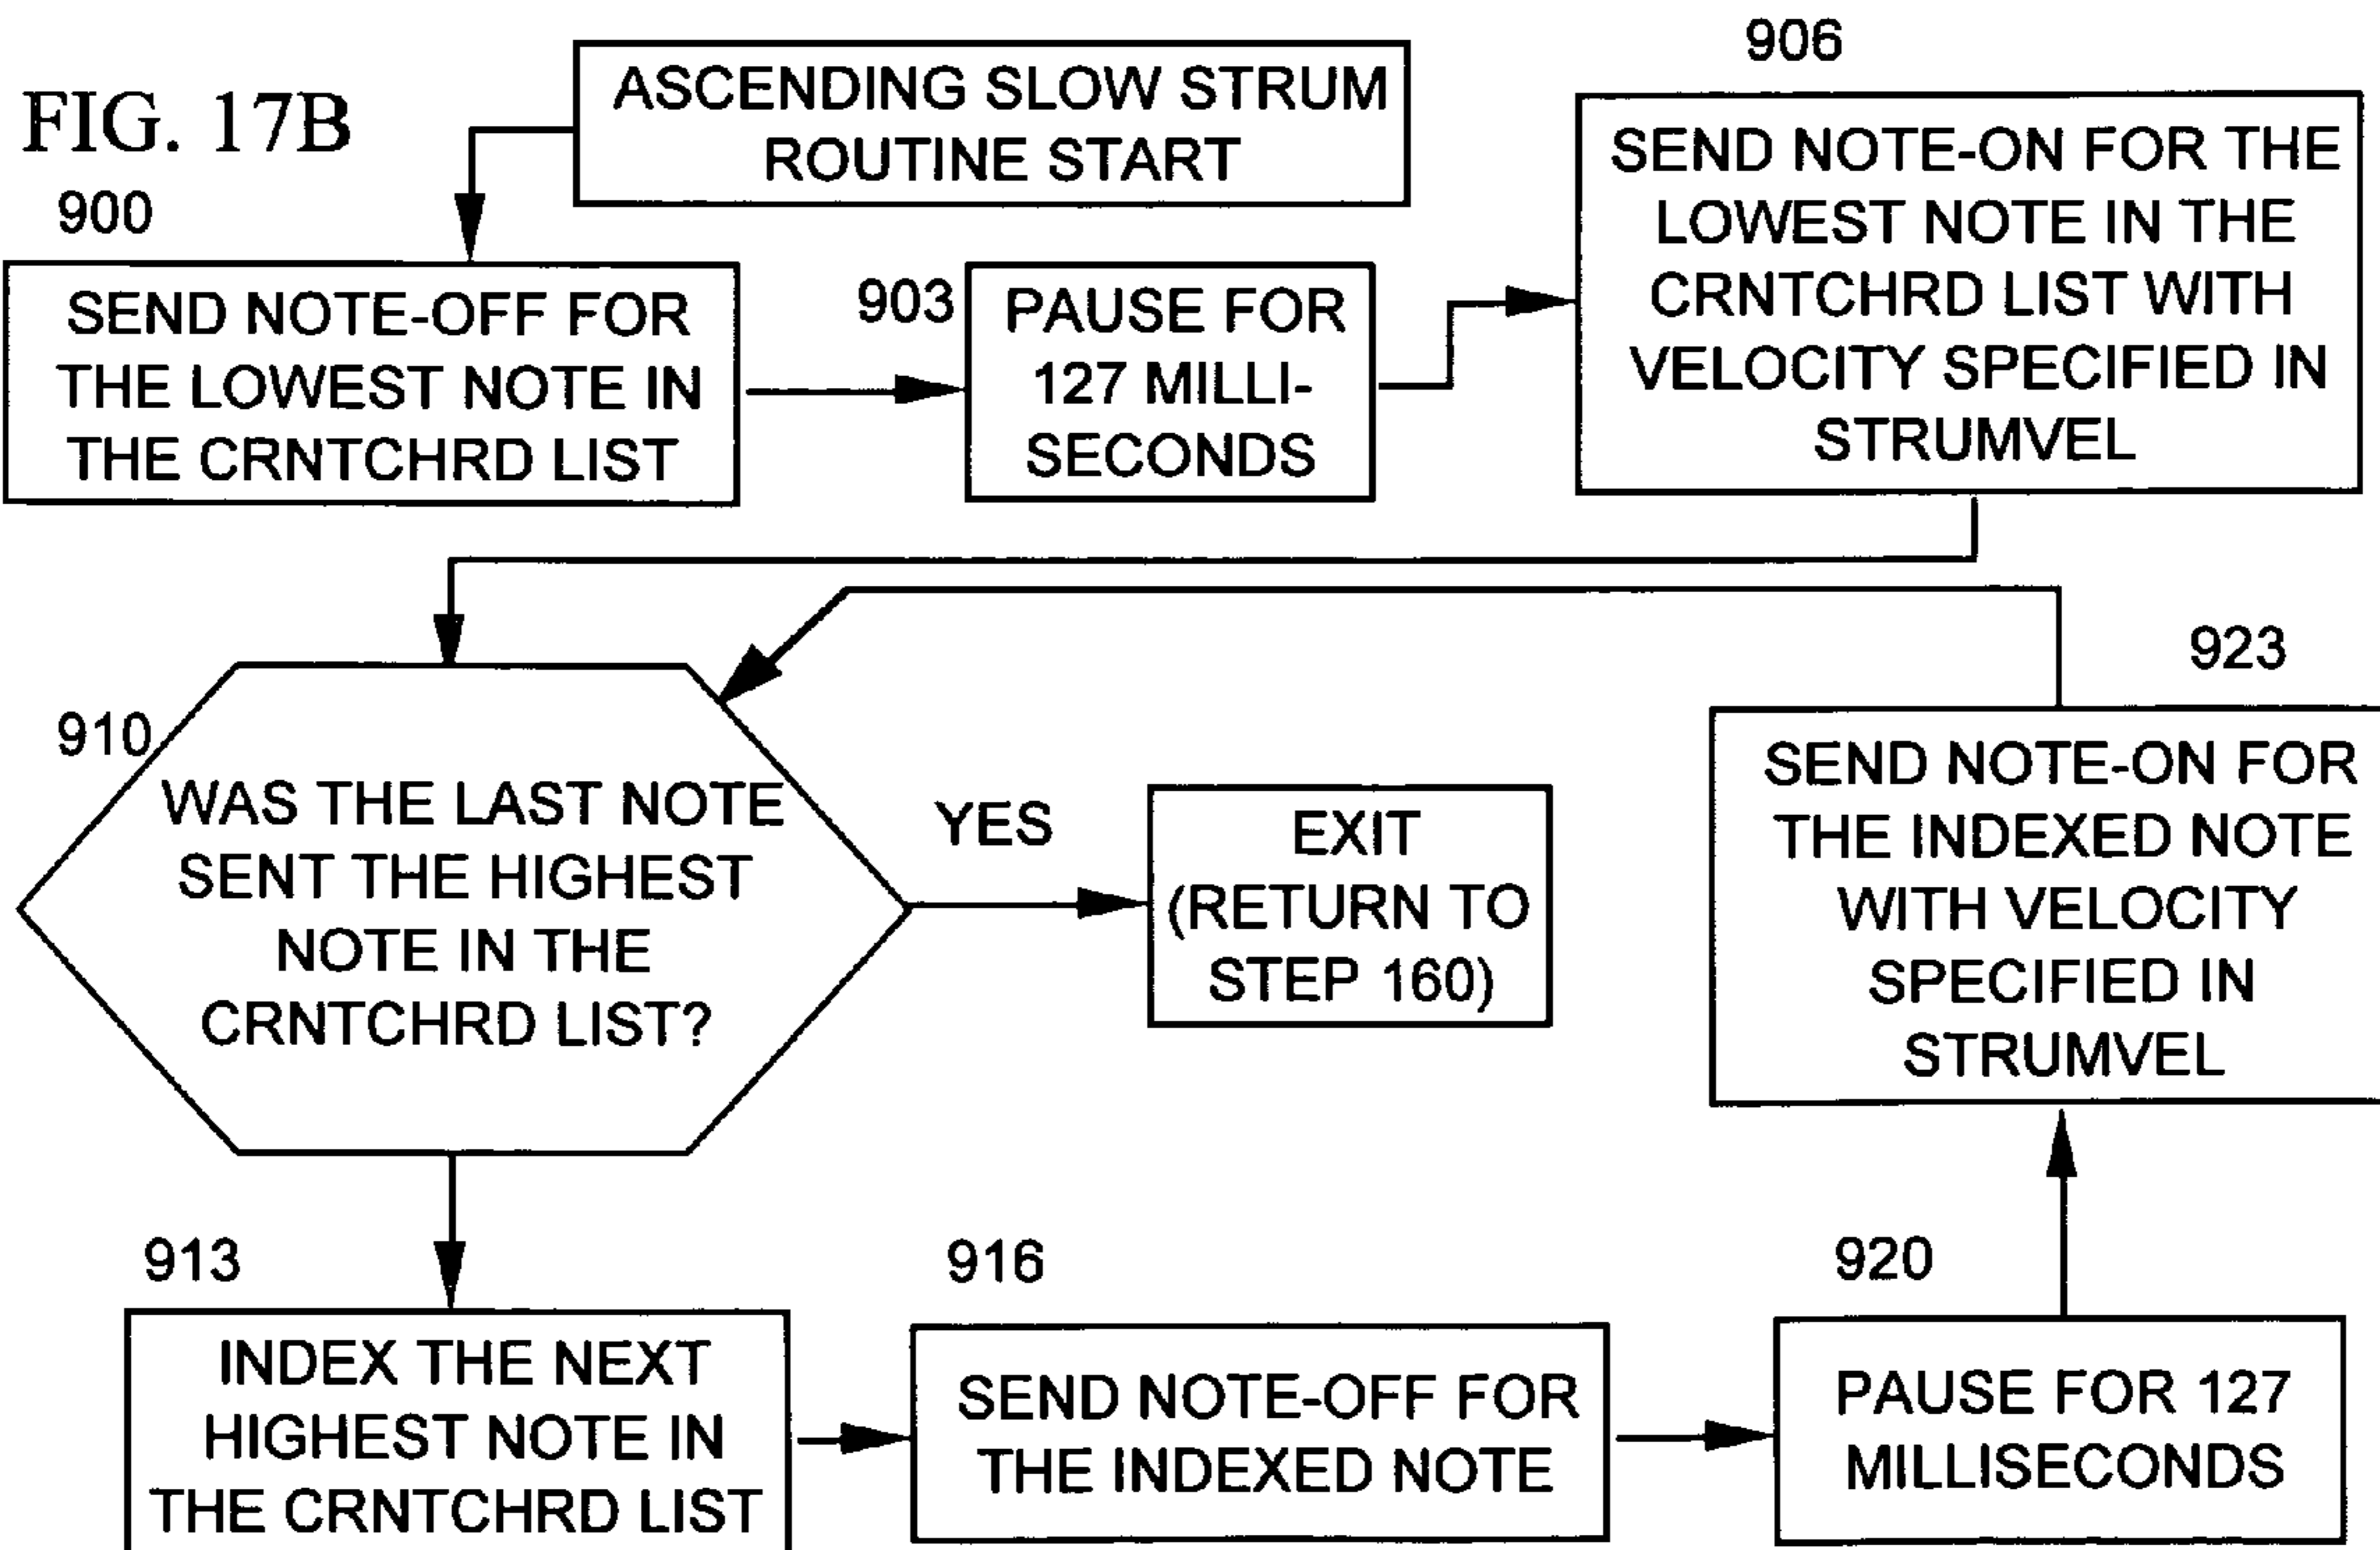 FIG. 17B
ASCENDING SLOW STRUM
ROUTINE START
900
SEND NOTE-OFF FOR
THE LOWEST NOTE IN
THE CRNTCHRD LIST
903
PAUSE FOR
127 MILLI-
SECONDS
906
SEND NOTE-ON FOR THE
LOWEST NOTE IN THE
CRNTCHRD LIST WITH
VELOCITY SPECIFIED IN
STRUMVEL
910
WAS THE LAST NOTE
SENT THE HIGHEST
NOTE IN THE
CRNTCHRD LIST?
YES
EXIT
(RETURN TO
STEP 160)
913
INDEX THE NEXT
HIGHEST NOTE IN
THE CRNTCHRD LIST
916
SEND NOTE-OFF FOR
THE INDEXED NOTE
920
PAUSE FOR 127
MILLISECONDS
923
SEND NOTE-ON FOR
THE INDEXED NOTE
WITH VELOCITY
SPECIFIED IN
STRUMVEL